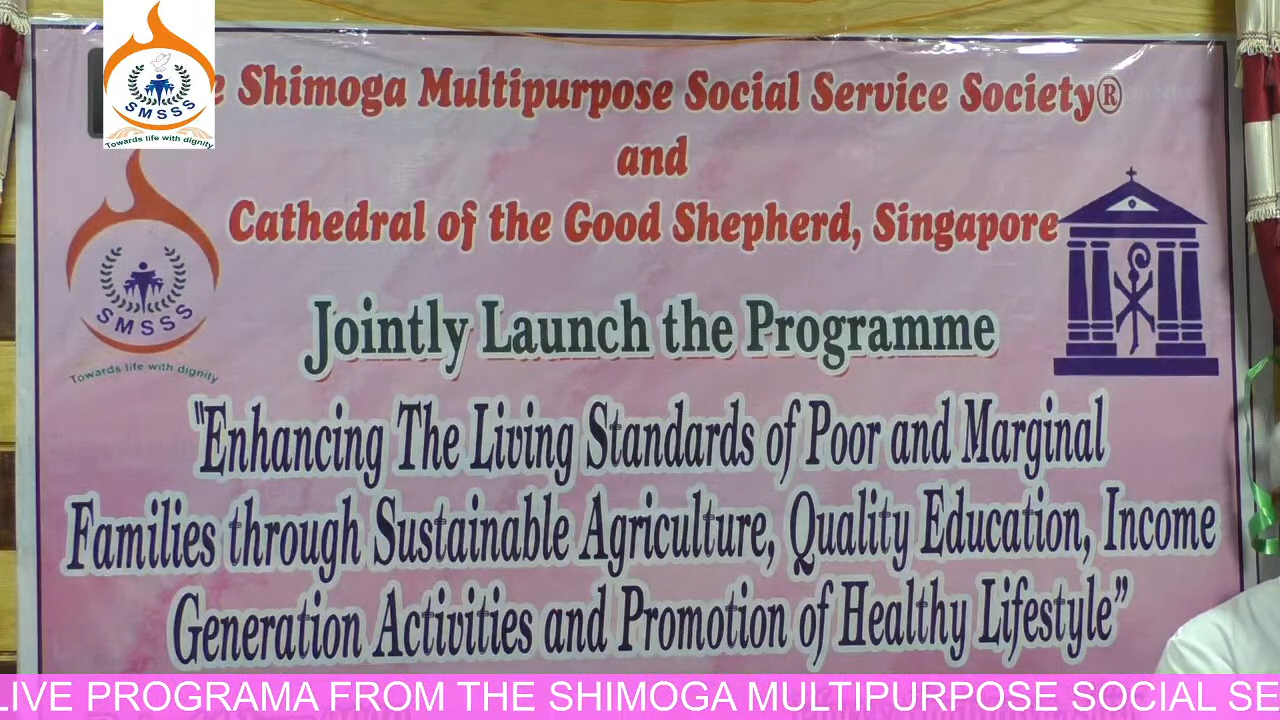 SMSS
Towards life with dignity
e Shimoga Multipurpose Social Service Society®
and
Cathedral of the Good Shepherd, Singapore
SMSSS
Towards life with dignity
Jointly Launch the Programme
"Enhancing The Living Standards of Poor and Marginal
Families through Sustainable Agriculture, Quality Education, Income
Generation Activities and Promotion of Healthy Lifestyle”
LIVE PROGRAMA FROM THE SHIMOGA MULTIPURPOSE SOCIAL SE